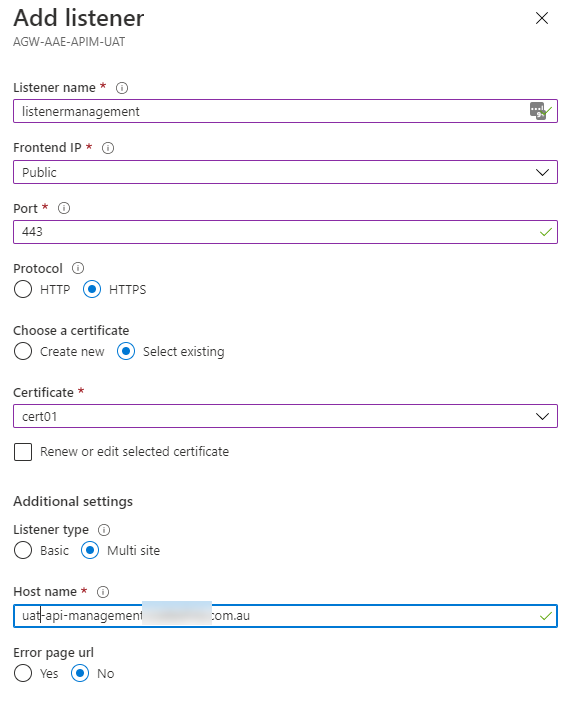 Add listener
AGW-AAE-APIM-UAT
Listener name *
listenermanagement
Frontend IP *
Public
Port *
443
Protocol
HTTP HTTPS
Choose a certificate
Create new Select existing
Certificate *
cert01
Renew or edit selected certificate
Additional settings
Listener type
Basic Multi site
Host name *
uat-api-management com.au
Error page url
Yes No